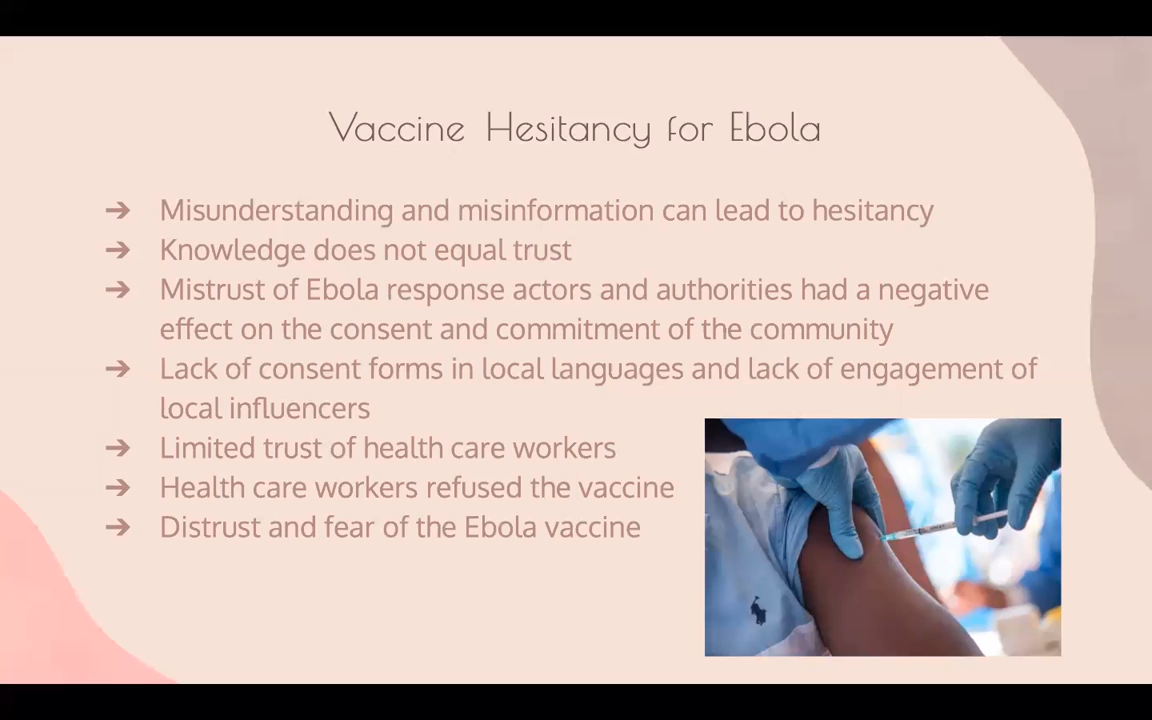 Vaccine Hesitancy for Ebola
➔ Misunderstanding and misinformation can lead to hesitancy
➔ Knowledge does not equal trust
➔ Mistrust of Ebola response actors and authorities had a negative
effect on the consent and commitment of the community
➔ Lack of consent forms in local languages and lack of engagement of
local influencers
➔ Limited trust of health care workers
➔ Health care workers refused the vaccine
➔ Distrust and fear of the Ebola vaccine